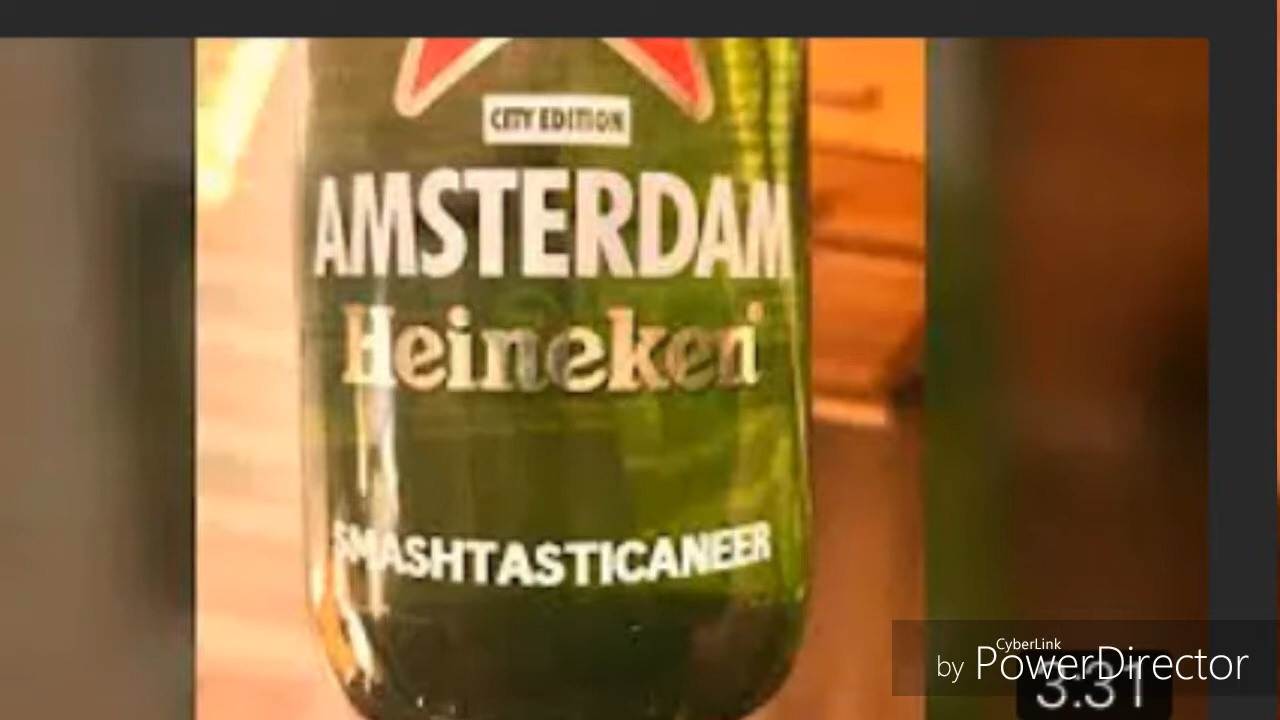 CITY EDITION
AMSTERDAM
Heineken
SMASHTASTICANEER
CyberLink
by PowerDirector
3:31